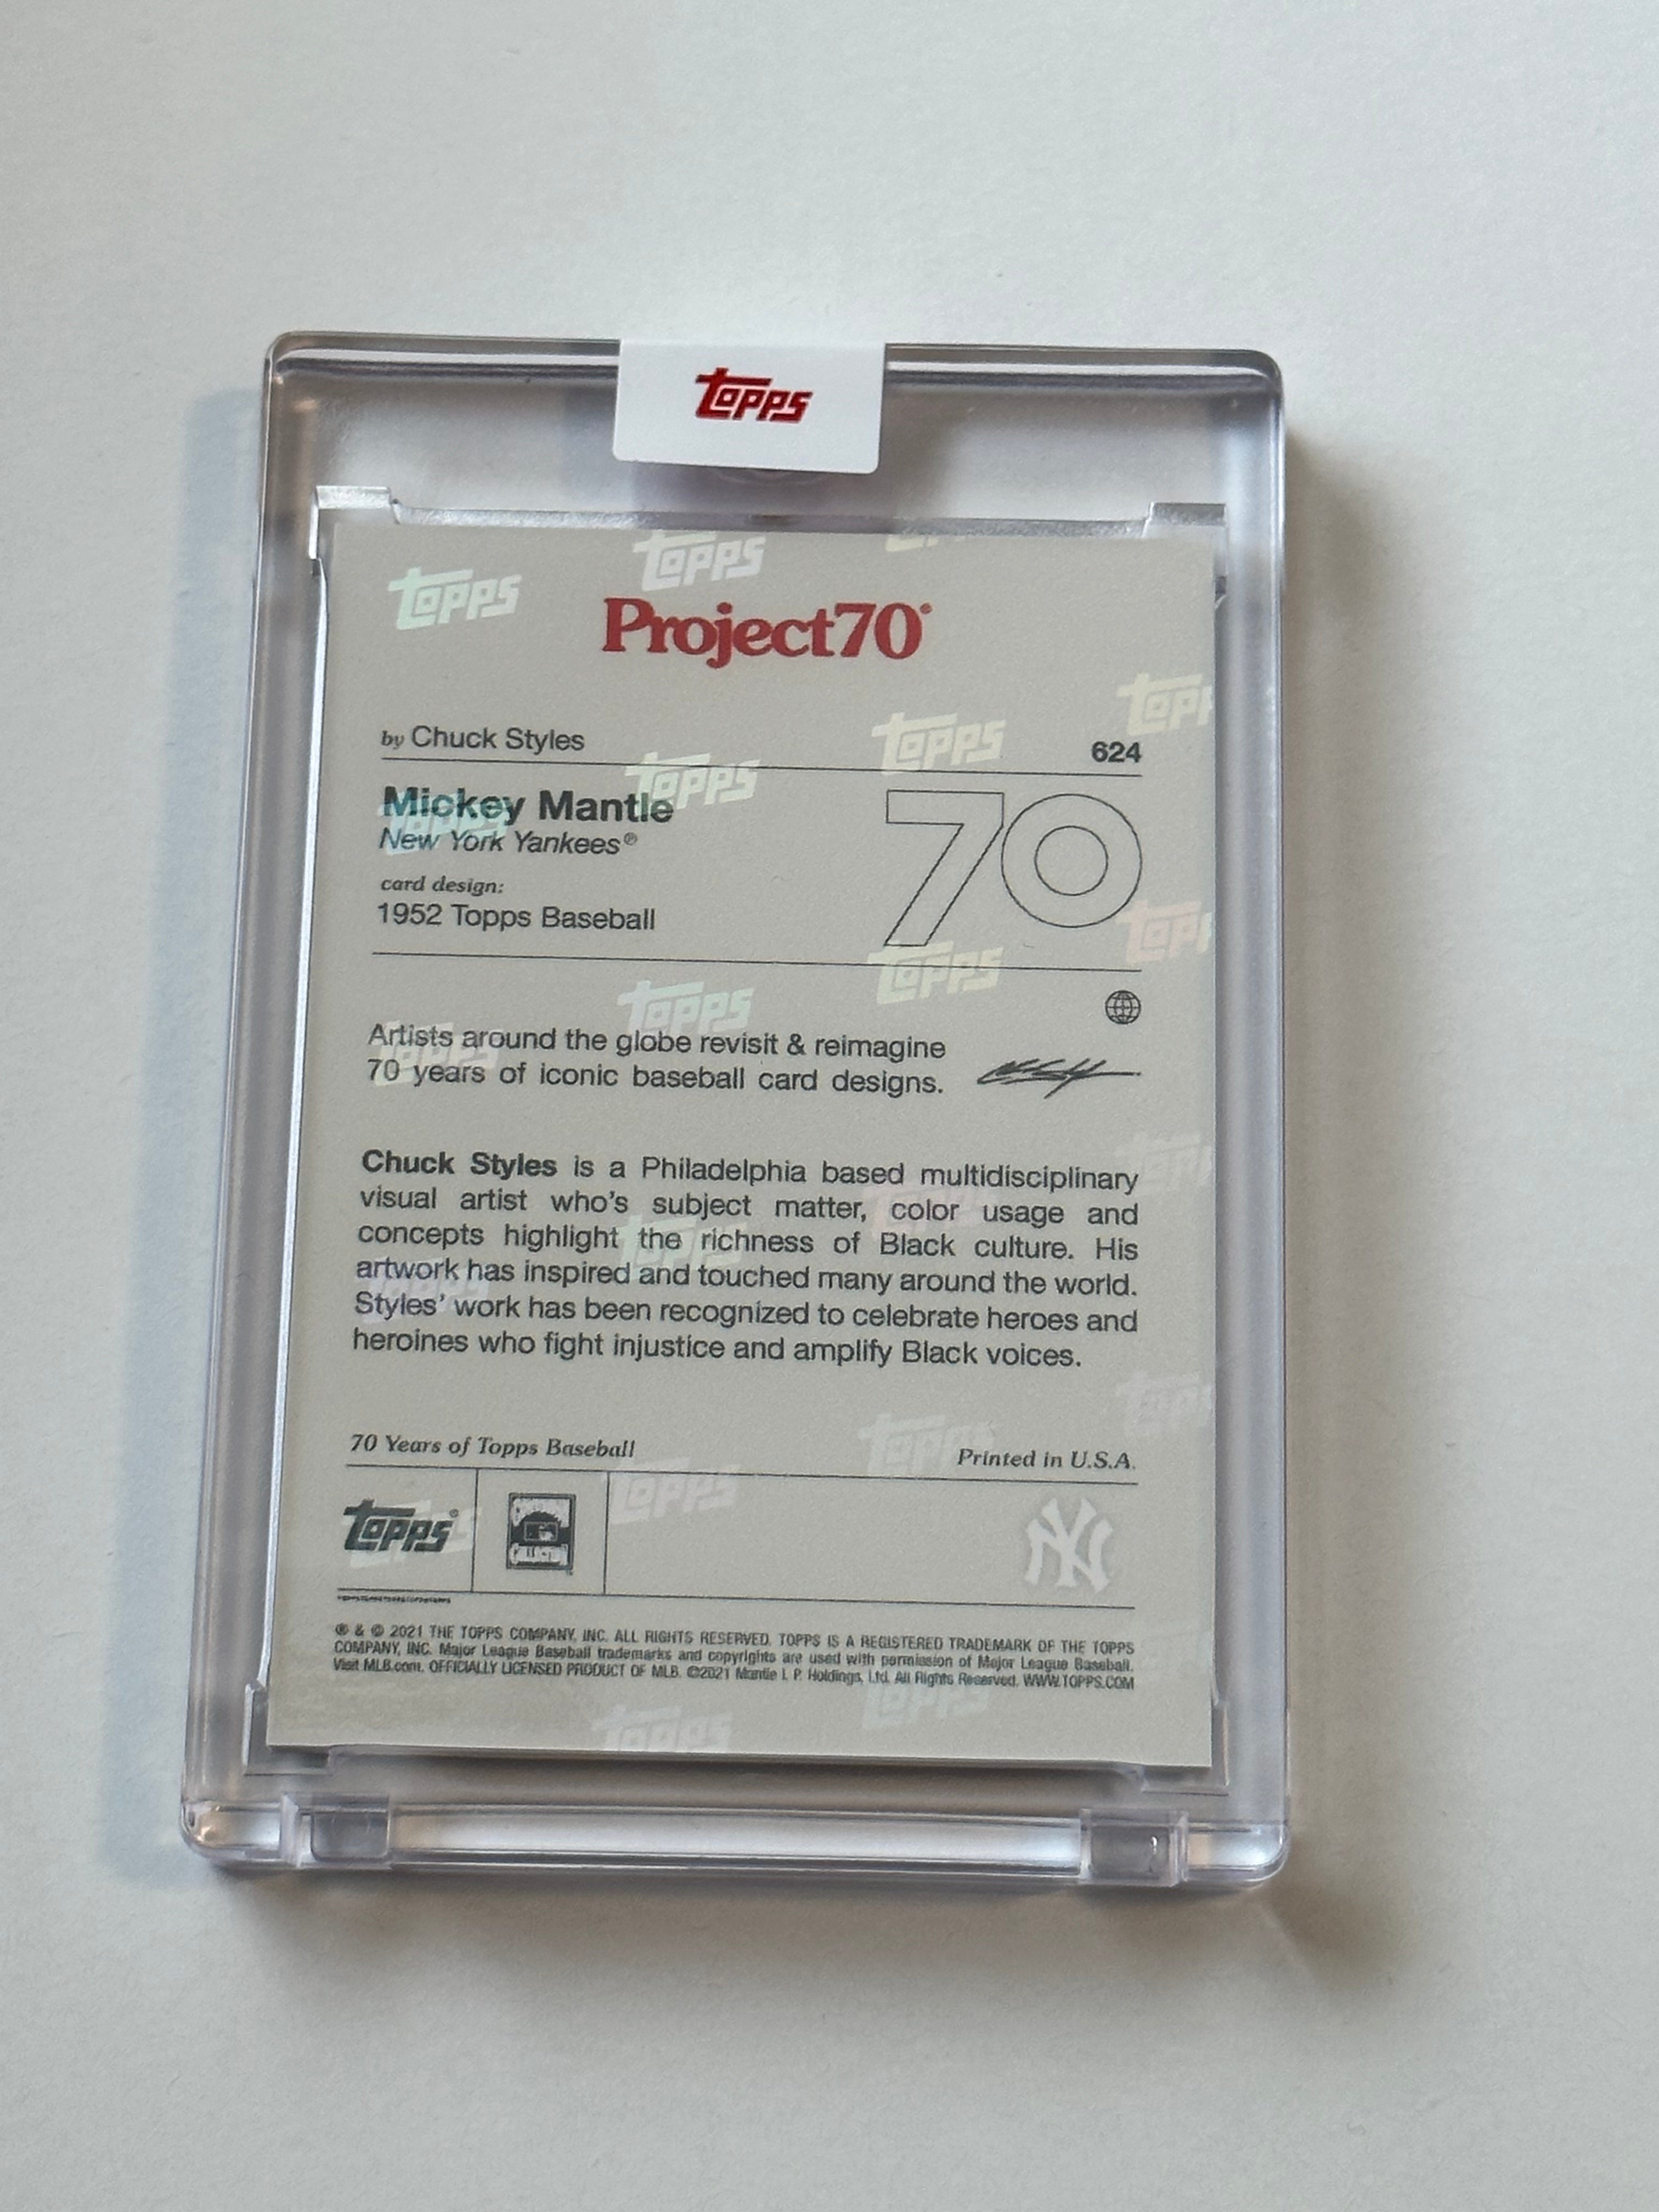 Topps
Topps
Topps
Project70®
by Chuck Styles
624
Mickey Mantle
New York Yankees®
card design:
1952 Topps Baseball
70
Artists around the globe revisit & reimagine
70 years of iconic baseball card designs.
Chuck Styles is a Philadelphia based multidisciplinary
visual artist who's subject matter, color usage and
concepts highlight the richness of Black culture. His
artwork has inspired and touched many around the world.
Styles' work has been recognized to celebrate heroes and
heroines who fight injustice and amplify Black voices.
70 Years of Topps Baseball
Printed in U.S.A.
Topps®
NY
® & © 2021 THE TOPPS COMPANY, INC. ALL RIGHTS RESERVED. TOPPS IS A REGISTERED TRADEMARK OF THE TOPPS
COMPANY, INC. Major League Baseball trademarks and copyrights are used with permission of Major League Baseball.
Visit MLB.com. OFFICIALLY LICENSED PRODUCT OF MLB. ©2021 Mantle I. P. Holdings, Ltd. All Rights Reserved. WWW.TOPPS.COM